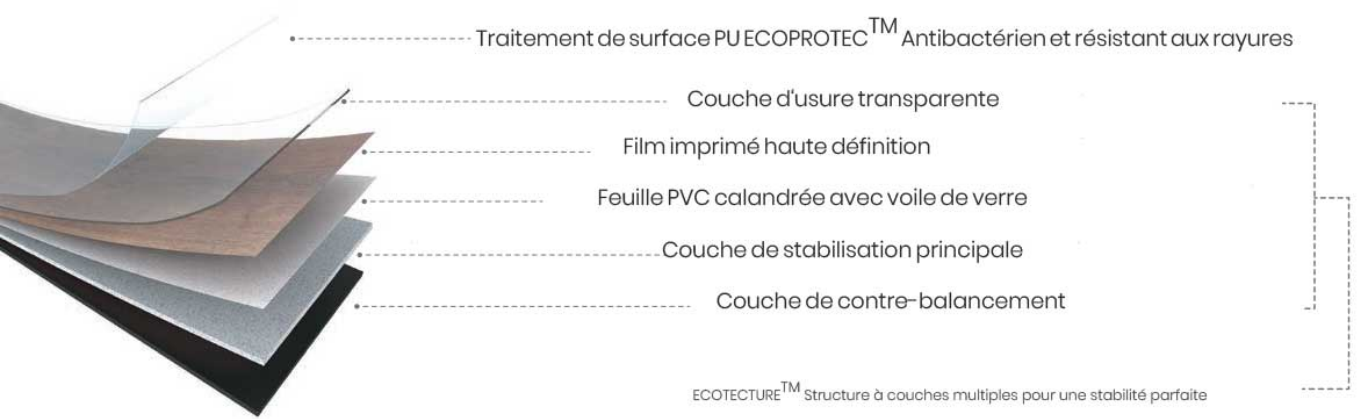 Traitement de surface PU ECOPROTEC™ Antibactérien et résistant aux rayures
Couche d'usure transparente
Film imprimé haute définition
Feuille PVC calandrée avec voile de verre
Couche de stabilisation principale
Couche de contre-balancement
ECOTECTURE™ Structure à couches multiples pour une stabilité parfaite